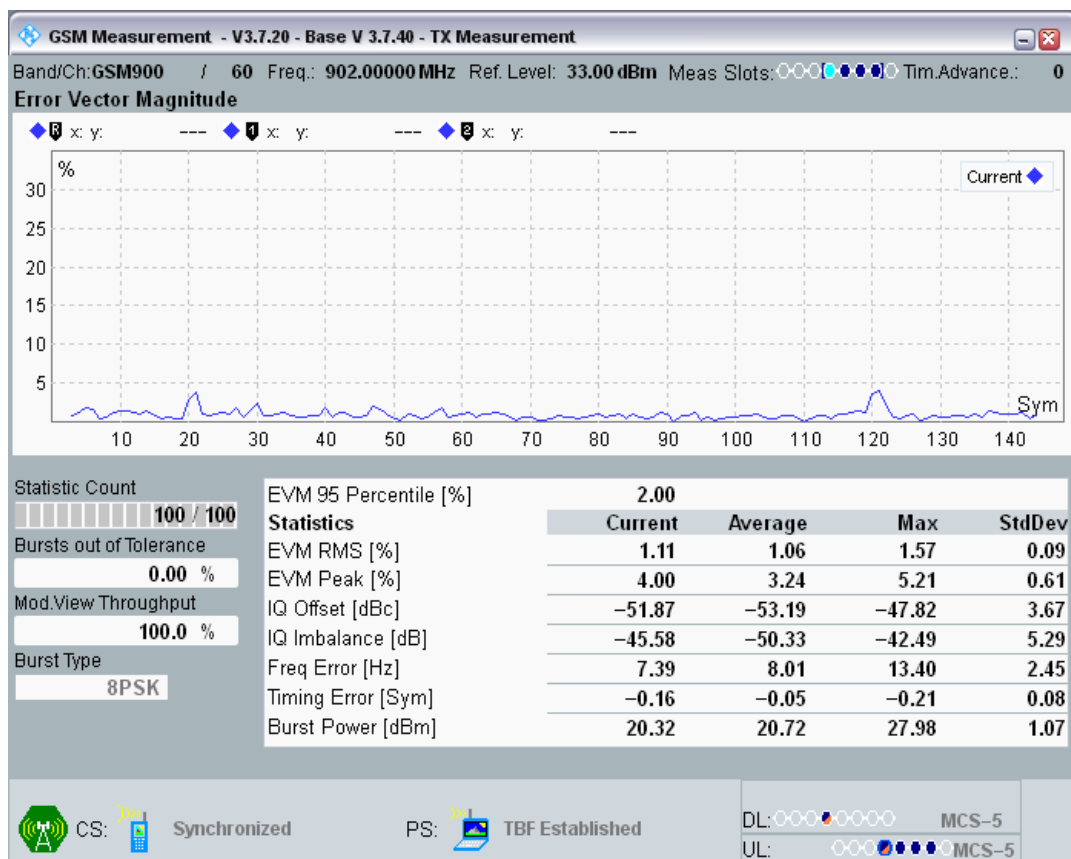 GSM Measurement - V3.7.20 - Base V 3.7.40 - TX Measurement
Band/Ch:GSM900 / 60 Freq.: 902.00000 MHz Ref. Level: 33.00 dBm Meas Slots: Tim.Advance.: 0
Error Vector Magnitude
R x: y: --- 1 x: y: --- 2 x: y: ---
%
Current
30
25
20
15
10
5
Sym
10 20 30 40 50 60 70 80 90 100 110 120 130 140
Statistic Count
100 / 100
Bursts out of Tolerance
0.00 %
Mod.View Throughput
100.0 %
Burst Type
8PSK
EVM 95 Percentile [%] 2.00
Statistics Current Average Max StdDev
EVM RMS [%] 1.11 1.06 1.57 0.09
EVM Peak [%] 4.00 3.24 5.21 0.61
IQ Offset [dBc] −51.87 −53.19 −47.82 3.67
IQ Imbalance [dB] −45.58 −50.33 −42.49 5.29
Freq Error [Hz] 7.39 8.01 13.40 2.45
Timing Error [Sym] −0.16 −0.05 −0.21 0.08
Burst Power [dBm] 20.32 20.72 27.98 1.07
CS: Synchronized PS: TBF Established
DL: MCS−5
UL: MCS−5